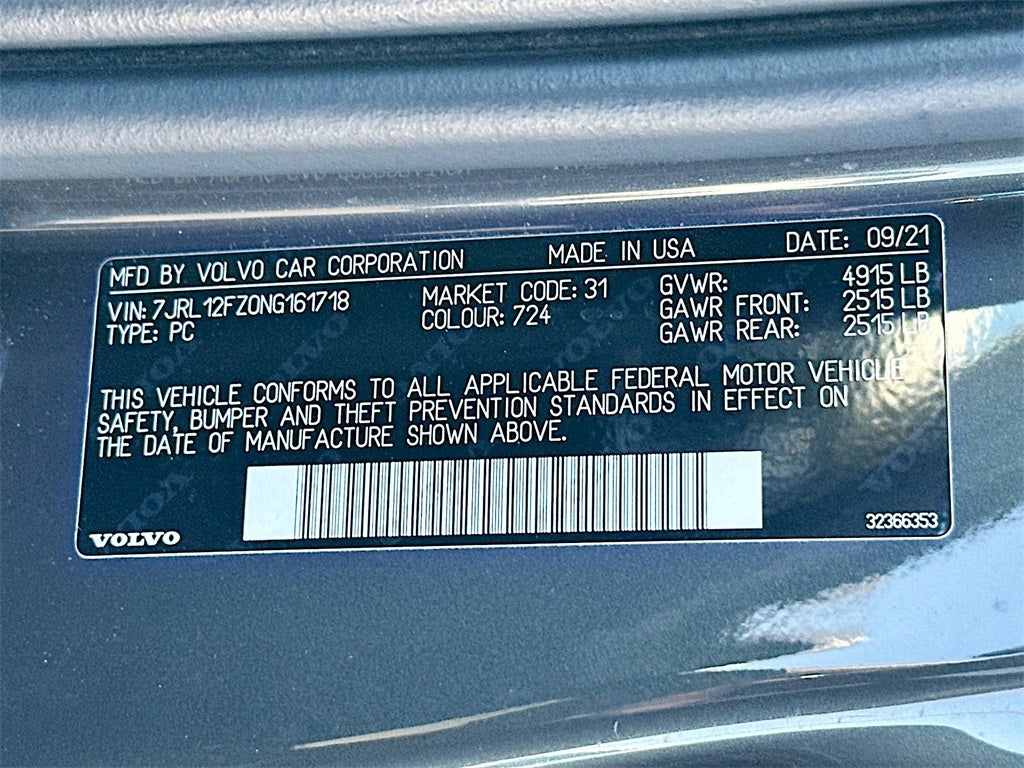 MFD BY VOLVO CAR CORPORATION MADE IN USA DATE: 09/21
VIN: 7JRL12FZ0NG161718 MARKET CODE: 31 GVWR: 4915 LB
TYPE: PC COLOUR: 724 GAWR FRONT: 2515 LB
GAWR REAR: 2515 LB
THIS VEHICLE CONFORMS TO ALL APPLICABLE FEDERAL MOTOR VEHICLE
SAFETY, BUMPER AND THEFT PREVENTION STANDARDS IN EFFECT ON
THE DATE OF MANUFACTURE SHOWN ABOVE.
VOLVO
32366353